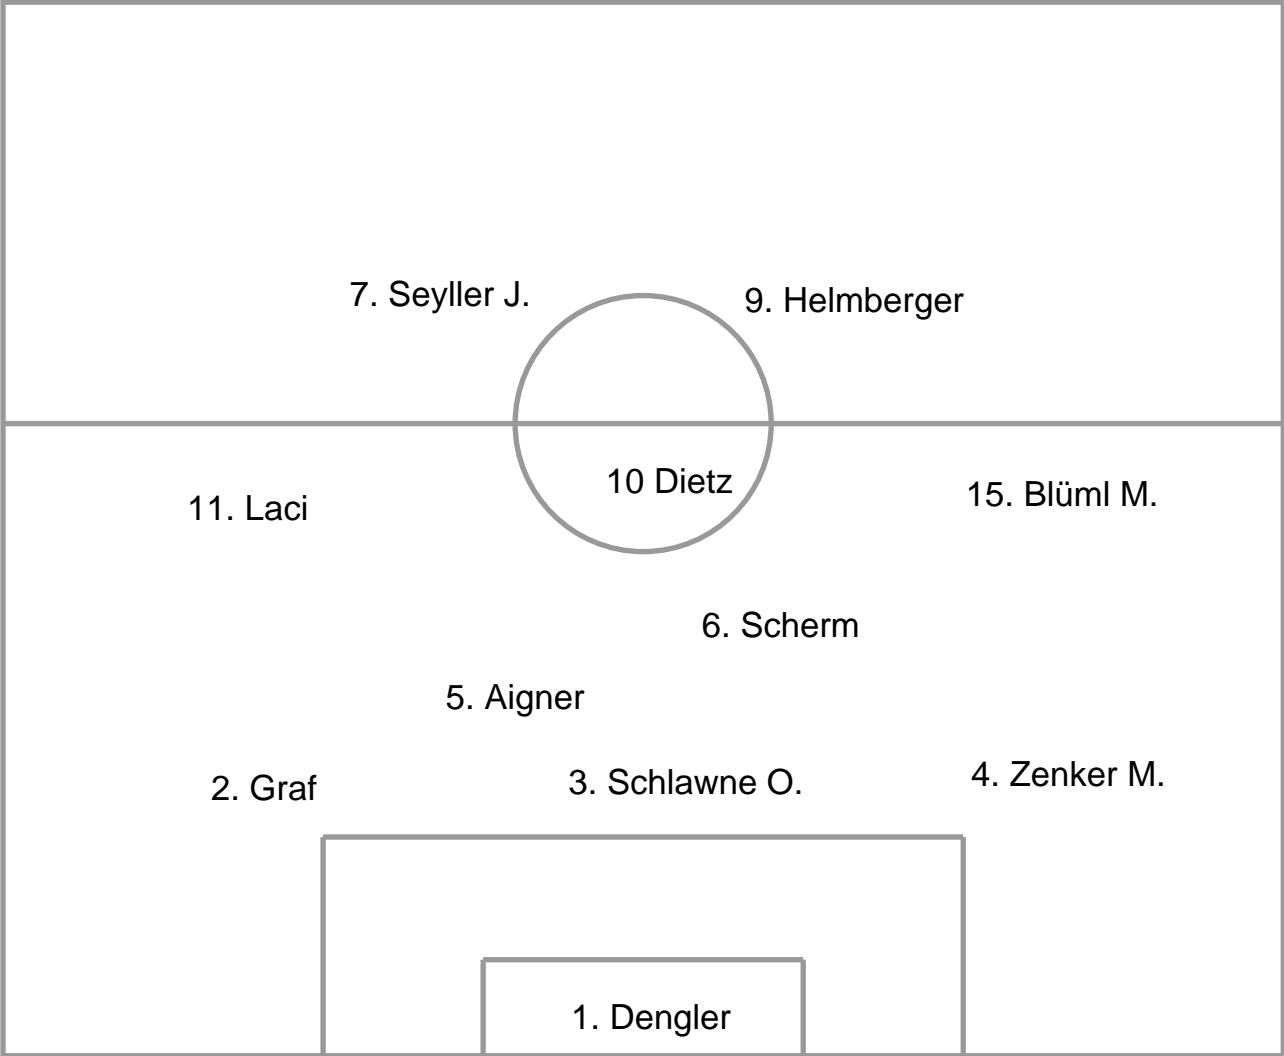 7. Seyller J.
9. Helmberger
10 Dietz
11. Laci
15. Blüml M.
6. Scherm
5. Aigner
2. Graf
3. Schlawne O.
4. Zenker M.
1. Dengler